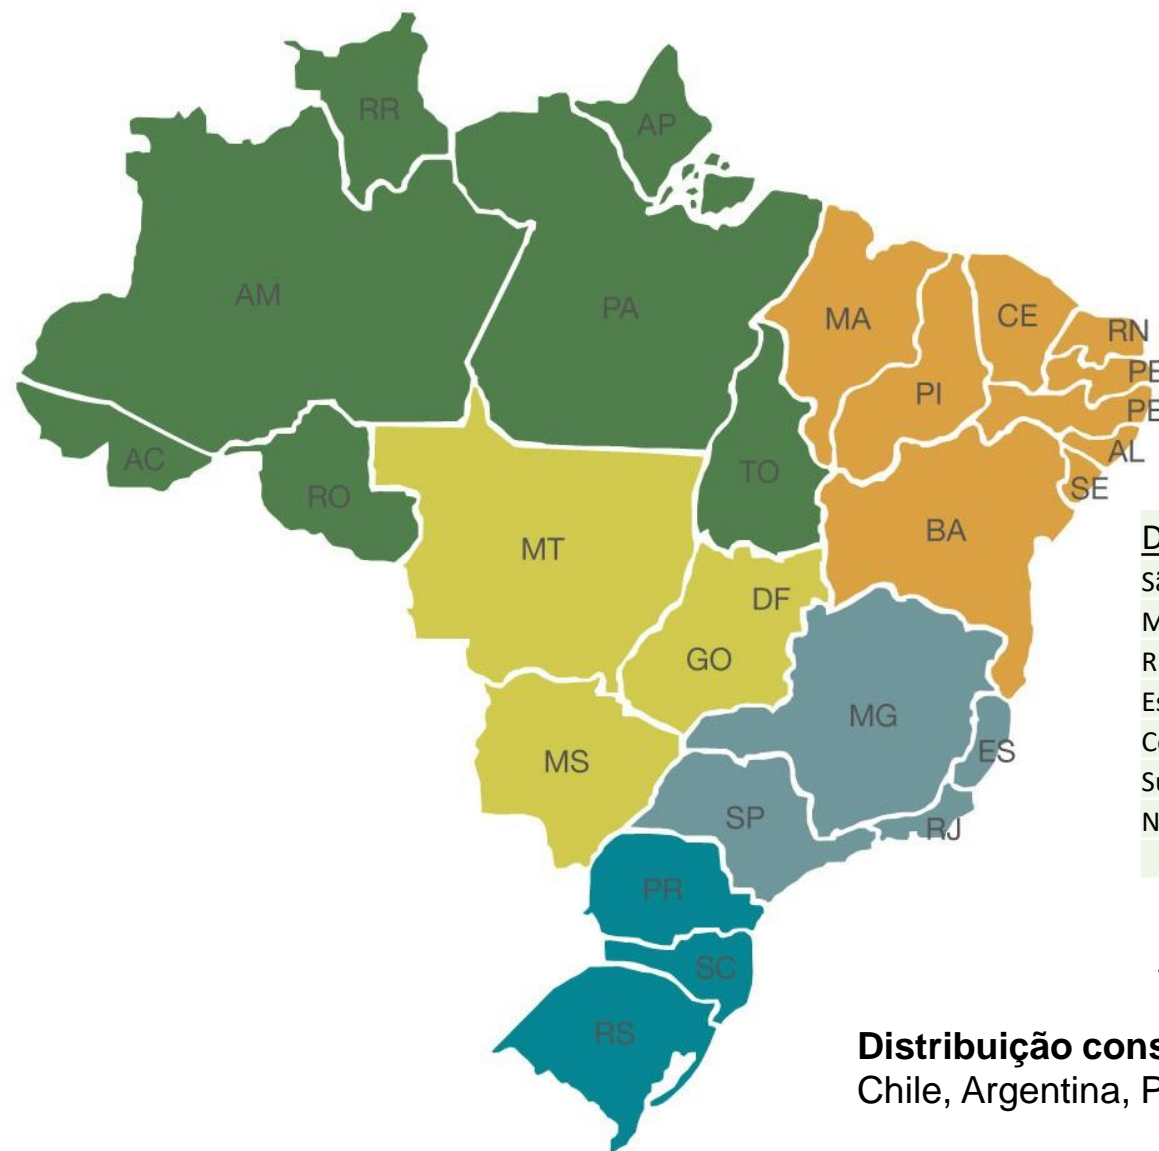 RR
AP
AM
PA
MA
CE
RN
PI
AC
RO
TO
AL
SE
MT
BA
DF
GO
MG
MS
ES
SP
RJ
PR
SC
RS
Distribuição
Chile, Argentina,